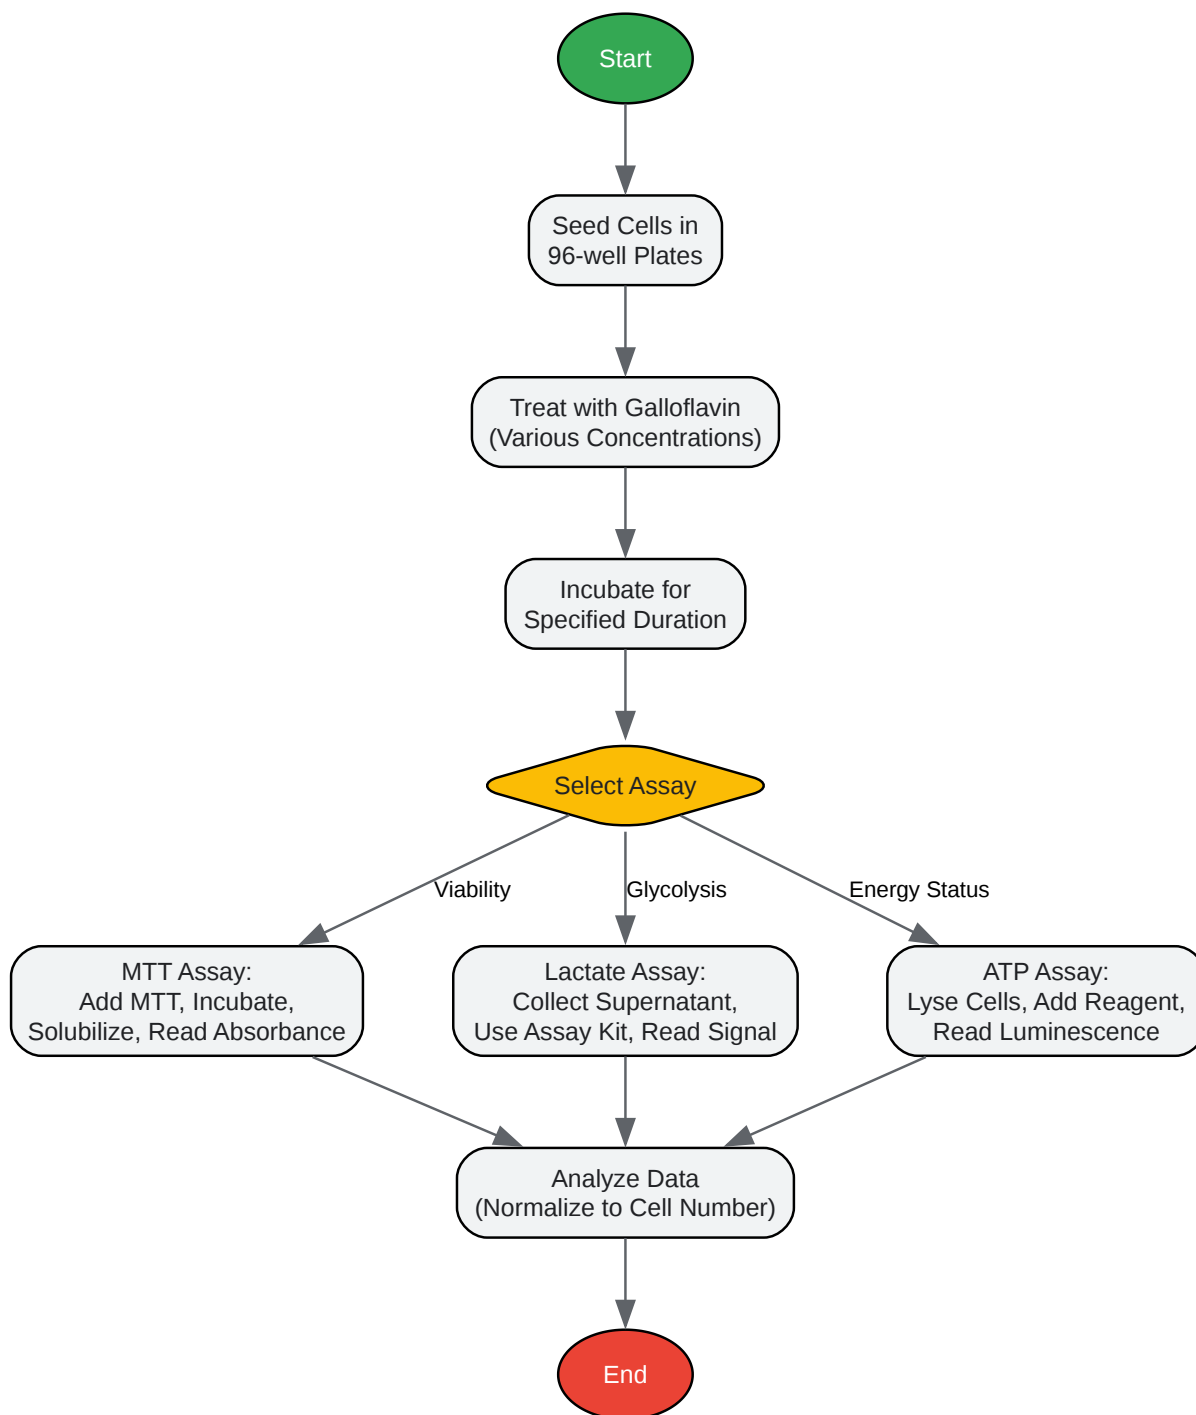 Start
Seed Cells in
96-well Plates
Treat with Galloflavin
(Various Concentrations)
Incubate for
Specified Duration
Select Assay
Viability
Glycolysis
Energy Status
MTT Assay:
Add MTT, Incubate,
Solubilize, Read Absorbance
Lactate Assay:
Collect Supernatant,
Use Assay Kit, Read Signal
ATP Assay:
Lyse Cells, Add Reagent,
Read Luminescence
Analyze Data
(Normalize to Cell Number)
End